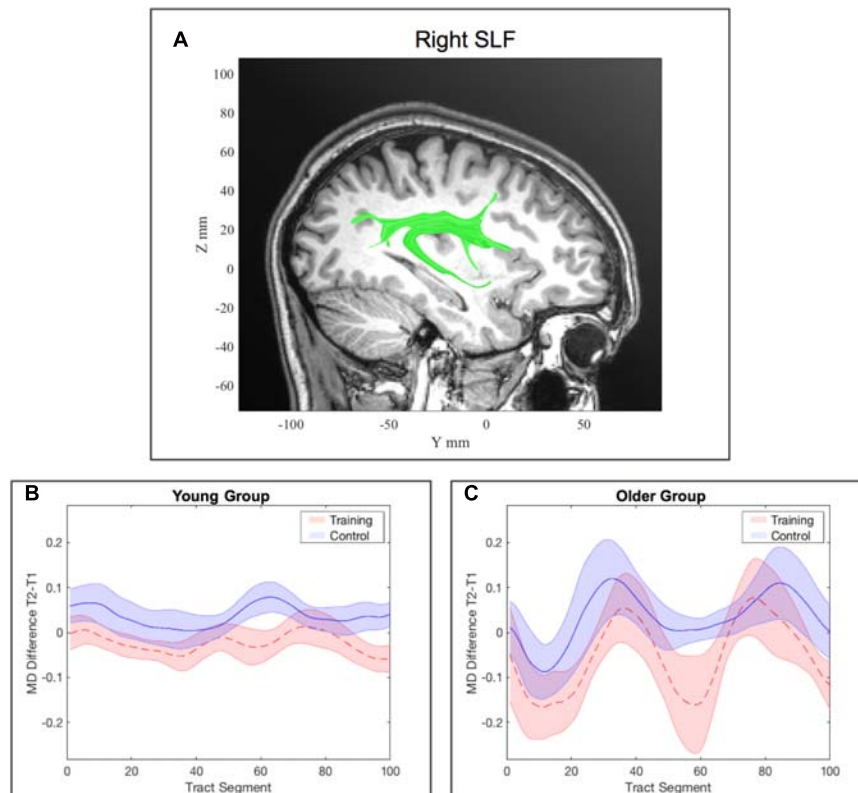 A
Right SLF
100
80
60
40
20
0
-20
-40
-60
Z mm
-100
-50
0
50
Y mm
B
Young Group
Training
Control
0.2
0.1
0
-0.1
-0.2
MD Difference T2-T1
0
20
40
60
80
100
Tract Segment
C
Older Group
Training
Control
0.2
0.1
0
-0.1
-0.2
MD Difference T2-T1
0
20
40
60
80
100
Tract Segment